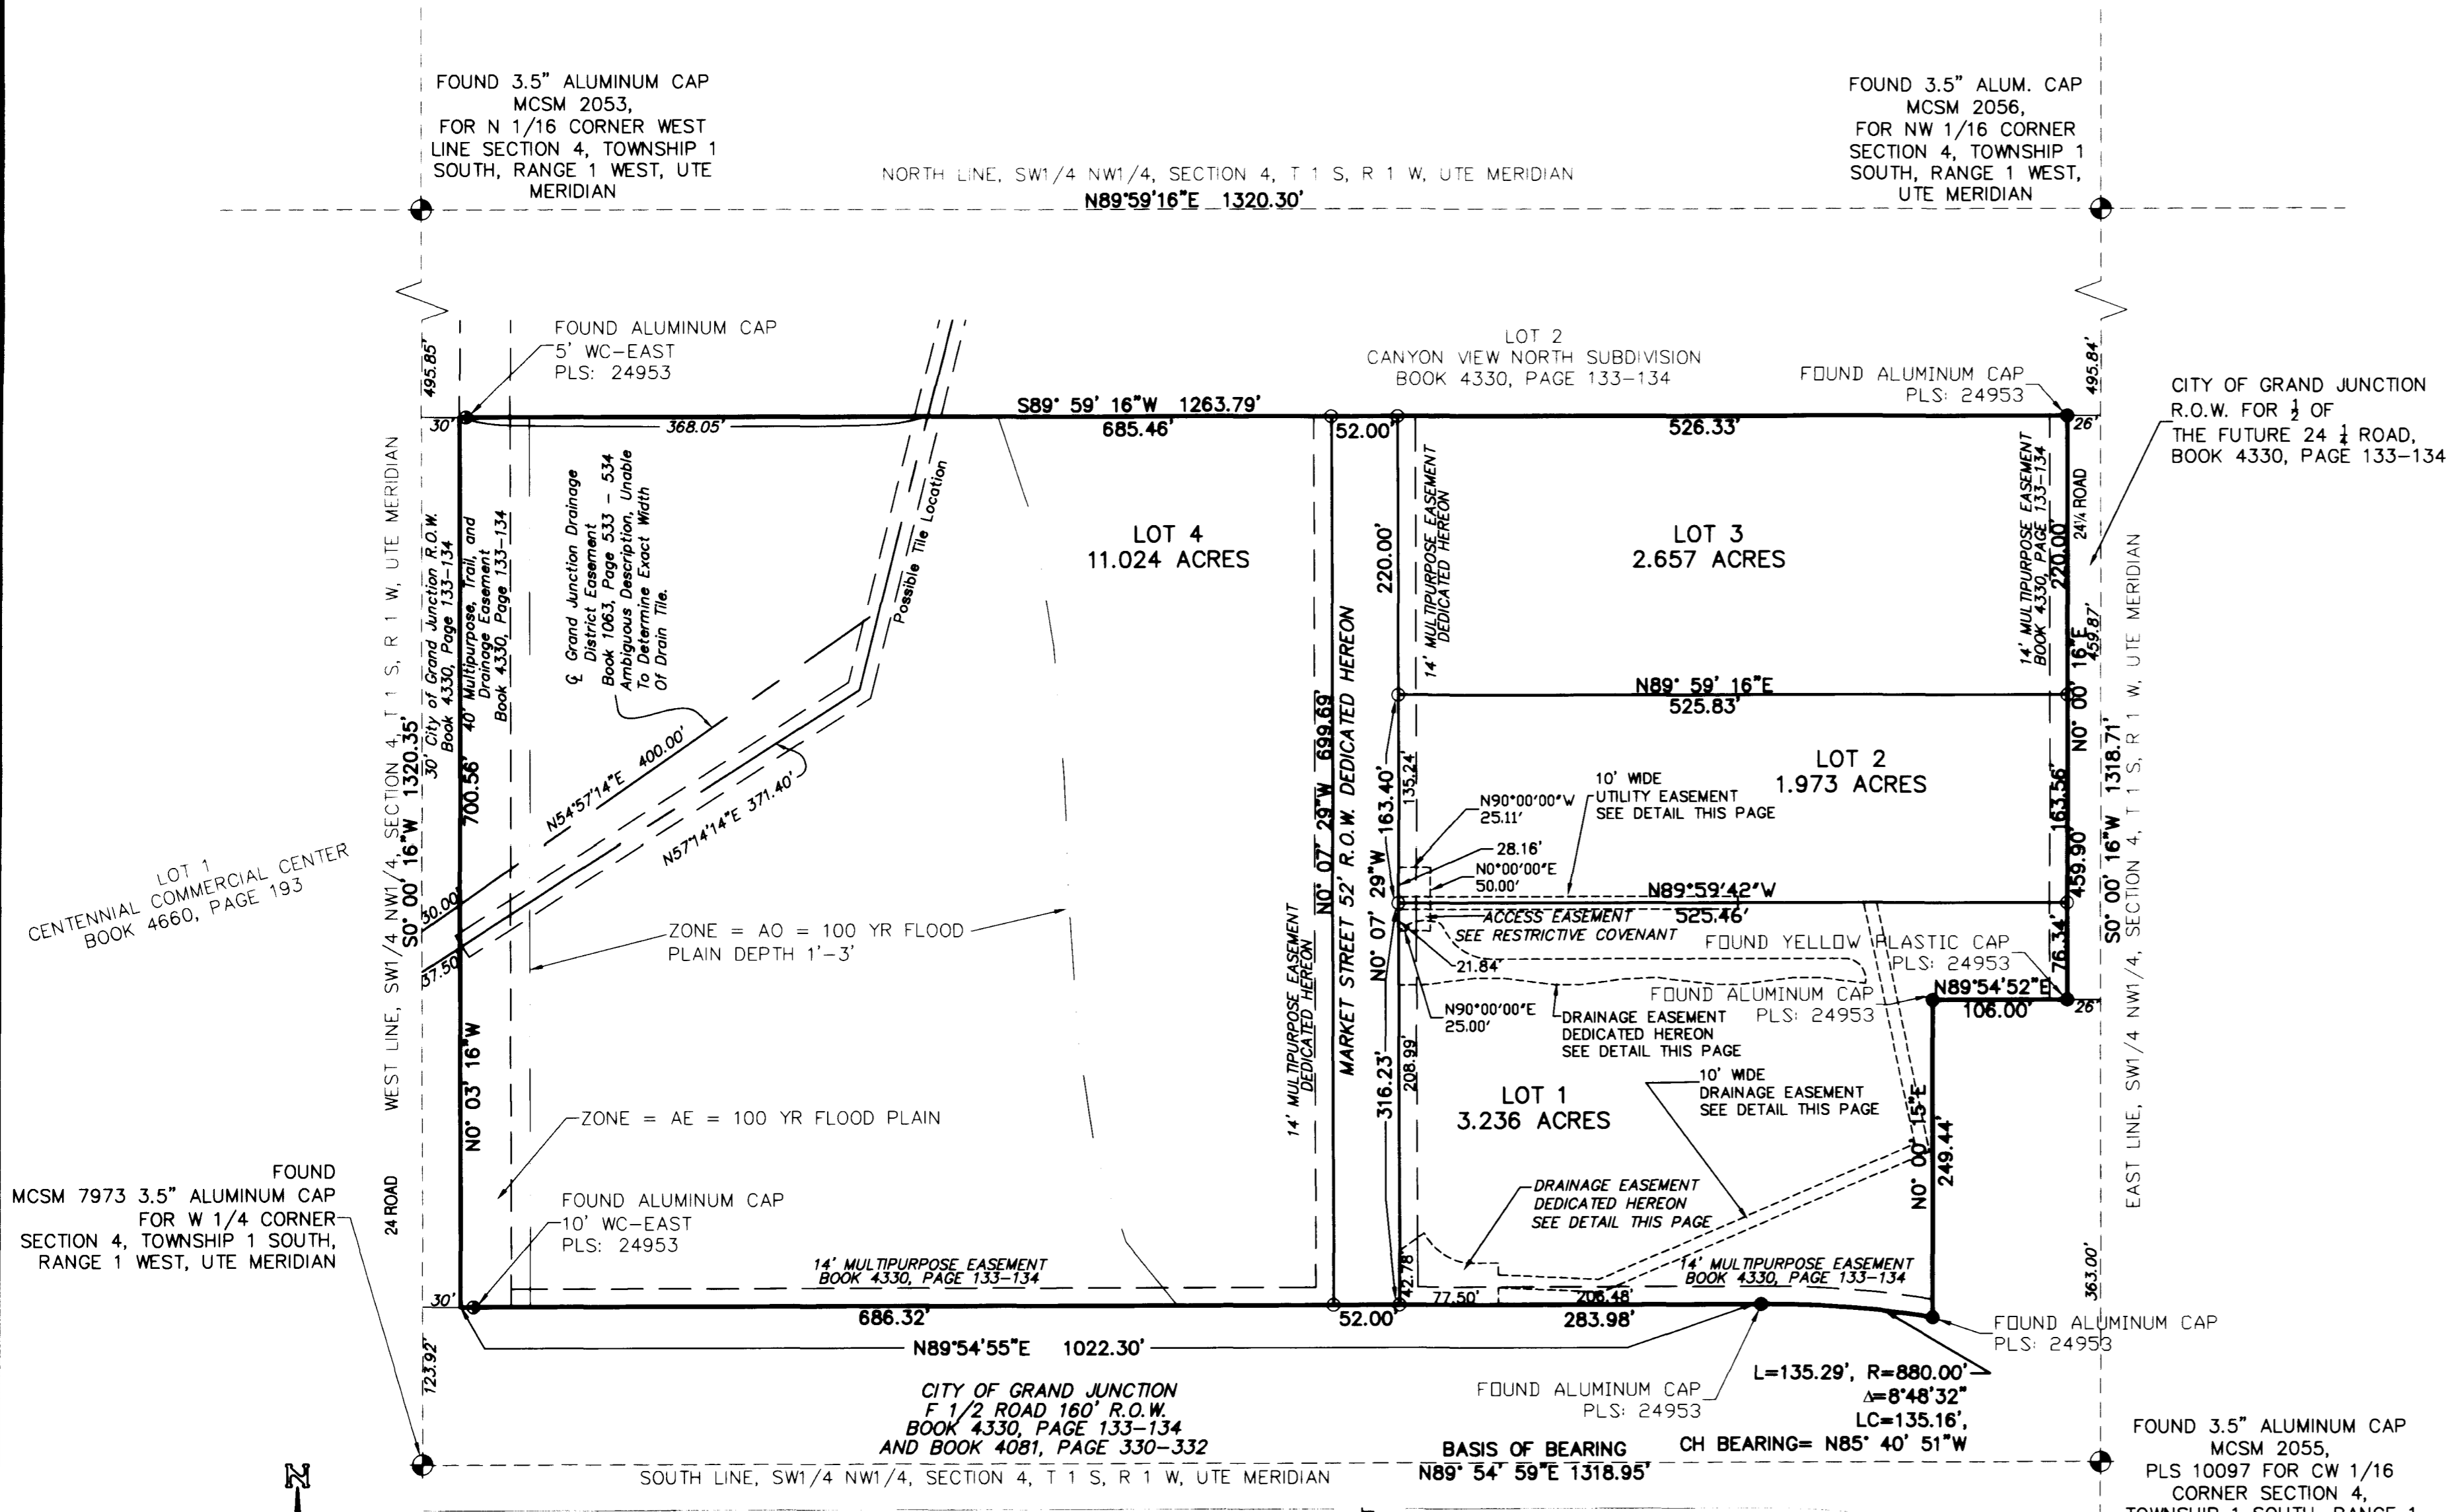 FOUND 3.5" ALUMINUM CAP
MCSM 2053,
FOR N 1/16 CORNER WEST
LINE SECTION 4, TOWNSHIP 1
SOUTH, RANGE 1 WEST, UTE
MERIDIAN
NORTH LINE, SW1/4 NW1/4, SECTION 4, T 1 S, R 1 W, UTE MERIDIAN
N89°59'16"E 1320.30'
FOUND 3.5" ALUM. CAP
MCSM 2056,
FOR NW 1/16 CORNER
SECTION 4, TOWNSHIP 1
SOUTH, RANGE 1 WEST,
UTE MERIDIAN
495.85'
FOUND ALUMINUM CAP
5' WC-EAST
PLS: 24953
LOT 2
CANYON VIEW NORTH SUBDIVISION
BOOK 4330, PAGE 133-134
FOUND ALUMINUM CAP
PLS: 24953
495.84'
CITY OF GRAND JUNCTION
R.O.W. FOR ½ OF
THE FUTURE 24 ¼ ROAD,
BOOK 4330, PAGE 133-134
S89° 59' 16"W 1263.79'
30'
368.05'
685.46'
52.00'
526.33'
26'
WEST LINE, SW1/4 NW1/4, SECTION 4, T 1 S, R 1 W, UTE MERIDIAN
S0° 00' 16"W 1320.35'
30' City of Grand Junction R.O.W.
Book 4330, Page 133-134
40' Multipurpose, Trail, and
Drainage Easement
Book 4330, Page 133-134
700.56'
N0° 03' 16"W
24 ROAD
℄ Grand Junction Drainage
District Easement
Book 1063, Page 533 - 534
Ambiguous Description, Unable
To Determine Exact Width
Of Drain Tile.
Possible Tile Location
N54°57'14"E 400.00'
N57°14'14"E 371.40'
30.00'
37.50'
LOT 1
CENTENNIAL COMMERCIAL CENTER
BOOK 4660, PAGE 193
LOT 4
11.024 ACRES
ZONE = AO = 100 YR FLOOD
PLAIN DEPTH 1'-3'
ZONE = AE = 100 YR FLOOD PLAIN
14' MULTIPURPOSE EASEMENT
DEDICATED HEREON
N0° 07' 29"W 699.69'
MARKET STREET 52' R.O.W. DEDICATED HEREON
220.00'
14' MULTIPURPOSE EASEMENT
DEDICATED HEREON
LOT 3
2.657 ACRES
14' MULTIPURPOSE EASEMENT
BOOK 4330, PAGE 133-134
220.00'
24¼ ROAD
459.87'
N0° 00' 16"E
459.90'
EAST LINE, SW1/4 NW1/4, SECTION 4, T 1 S, R 1 W, UTE MERIDIAN
S0° 00' 16"W 1318.71'
N89° 59' 16"E
525.83'
LOT 2
1.973 ACRES
163.40'
135.24'
N0° 07' 29"W
163.56'
10' WIDE
UTILITY EASEMENT
SEE DETAIL THIS PAGE
N90°00'00"W
25.11'
28.16'
N0°00'00"E
50.00'
N89°59'42"W
525.46'
ACCESS EASEMENT
SEE RESTRICTIVE COVENANT
21.84'
N90°00'00"E
25.00'
FOUND YELLOW PLASTIC CAP
PLS: 24953
76.34'
FOUND ALUMINUM CAP
PLS: 24953
N89°54'52"E
106.00'
26'
DRAINAGE EASEMENT
DEDICATED HEREON
SEE DETAIL THIS PAGE
316.23'
208.99'
LOT 1
3.236 ACRES
10' WIDE
DRAINAGE EASEMENT
SEE DETAIL THIS PAGE
N0° 00' 15"E
249.44'
DRAINAGE EASEMENT
DEDICATED HEREON
SEE DETAIL THIS PAGE
42.78'
14' MULTIPURPOSE EASEMENT
BOOK 4330, PAGE 133-134
363.00'
FOUND
MCSM 7973 3.5" ALUMINUM CAP
FOR W 1/4 CORNER
SECTION 4, TOWNSHIP 1 SOUTH,
RANGE 1 WEST, UTE MERIDIAN
FOUND ALUMINUM CAP
10' WC-EAST
PLS: 24953
14' MULTIPURPOSE EASEMENT
BOOK 4330, PAGE 133-134
30'
686.32'
52.00'
77.50'
206.48'
283.98'
N89°54'55"E 1022.30'
123.92'
FOUND ALUMINUM CAP
PLS: 24953
L=135.29', R=880.00'
Δ=8°48'32"
LC=135.16',
CH BEARING= N85° 40' 51"W
FOUND ALUMINUM CAP
PLS: 24953
CITY OF GRAND JUNCTION
F 1/2 ROAD 160' R.O.W.
BOOK 4330, PAGE 133-134
AND BOOK 4081, PAGE 330-332
BASIS OF BEARING
N89° 54' 59"E 1318.95'
SOUTH LINE, SW1/4 NW1/4, SECTION 4, T 1 S, R 1 W, UTE MERIDIAN
N
FOUND 3.5" ALUMINUM CAP
MCSM 2055,
PLS 10097 FOR CW 1/16
CORNER SECTION 4,
TOWNSHIP 1 SOUTH, RANGE 1